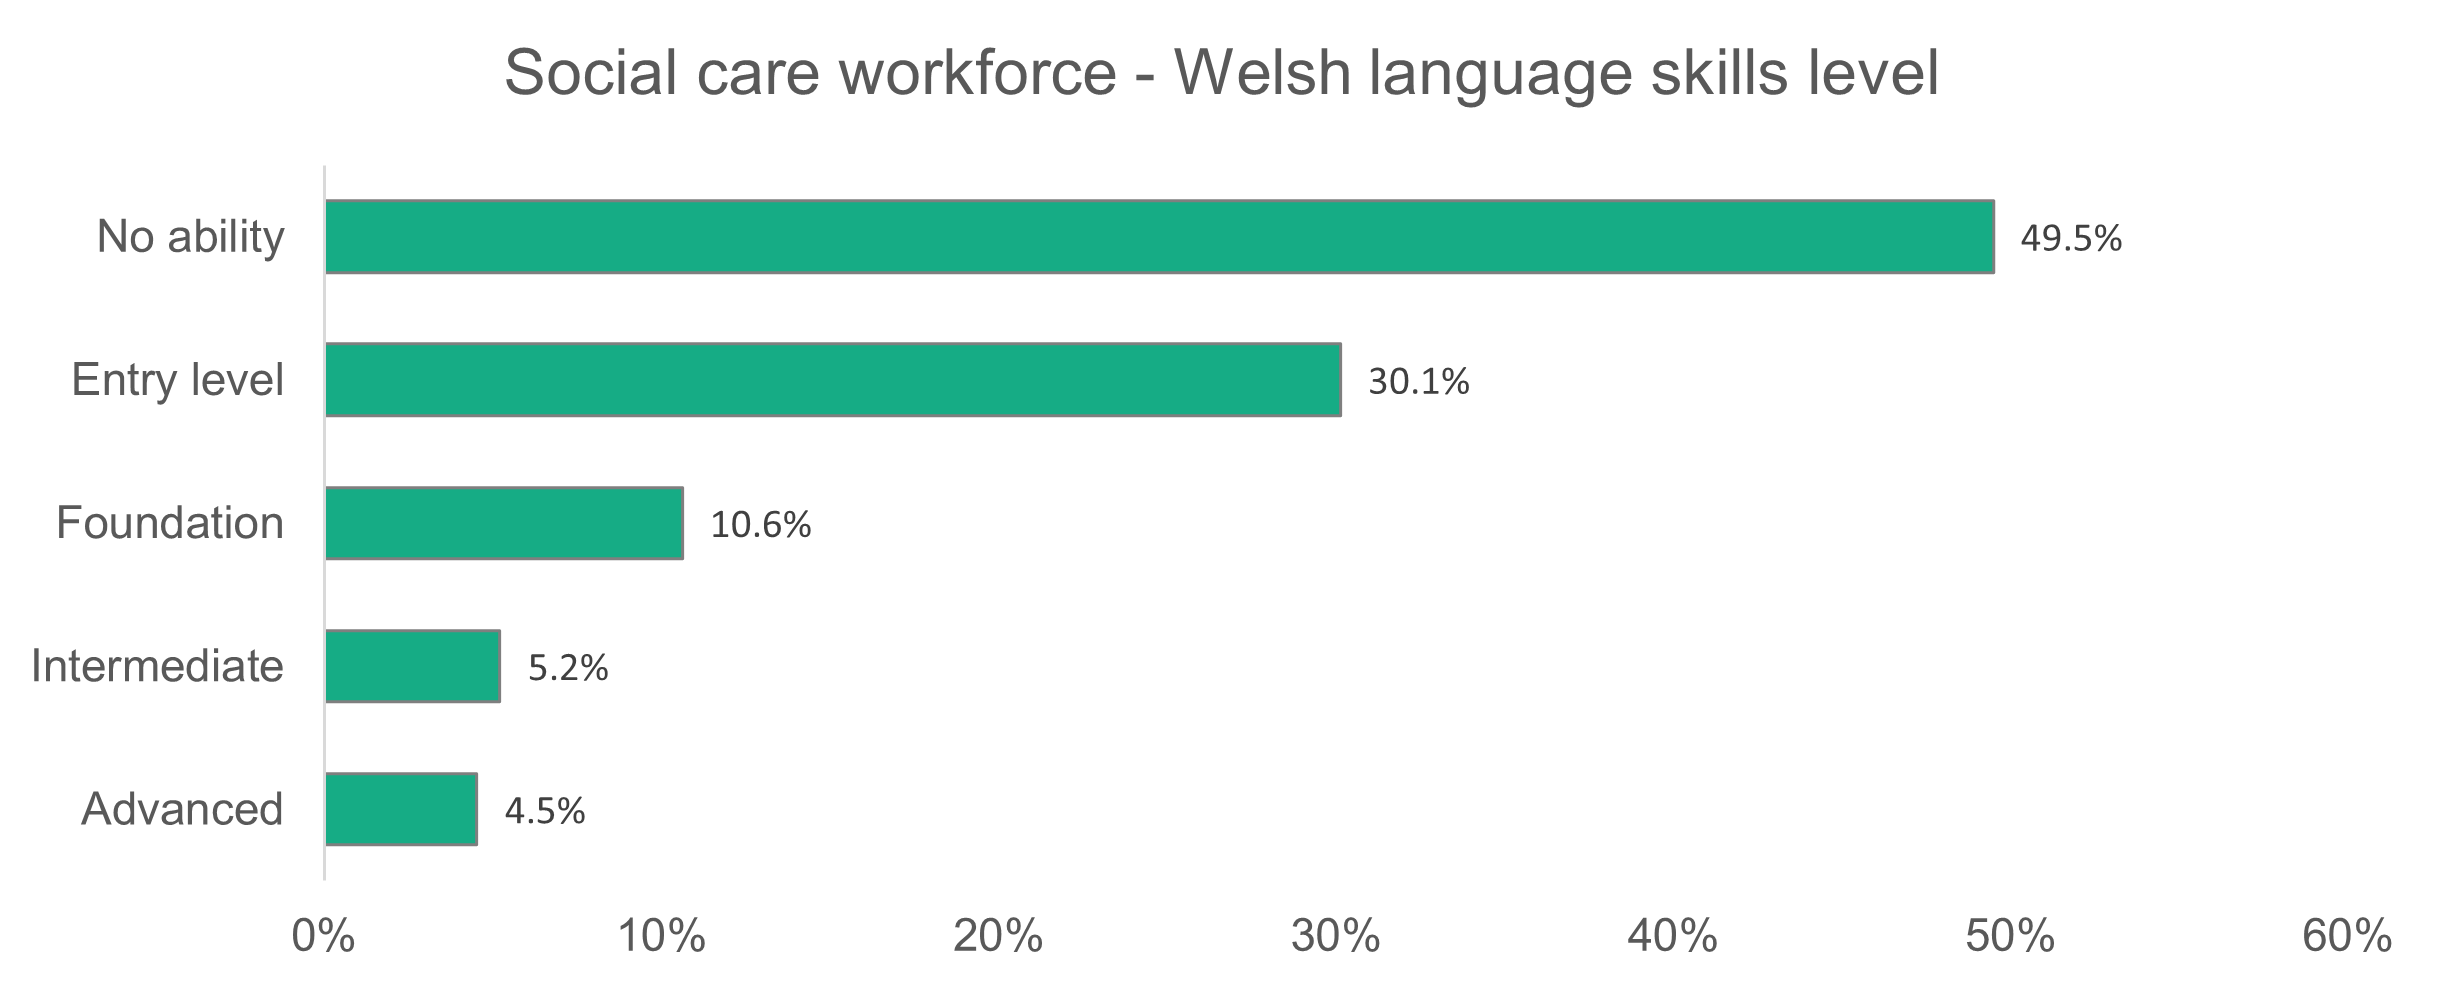 Social care workforce - Welsh language skills level
No ability
49.5%
Entry level
30.1%
Foundation
10.6%
Intermediate
5.2%
Advanced
4.5%
0% 10% 20% 30% 40% 50% 60%